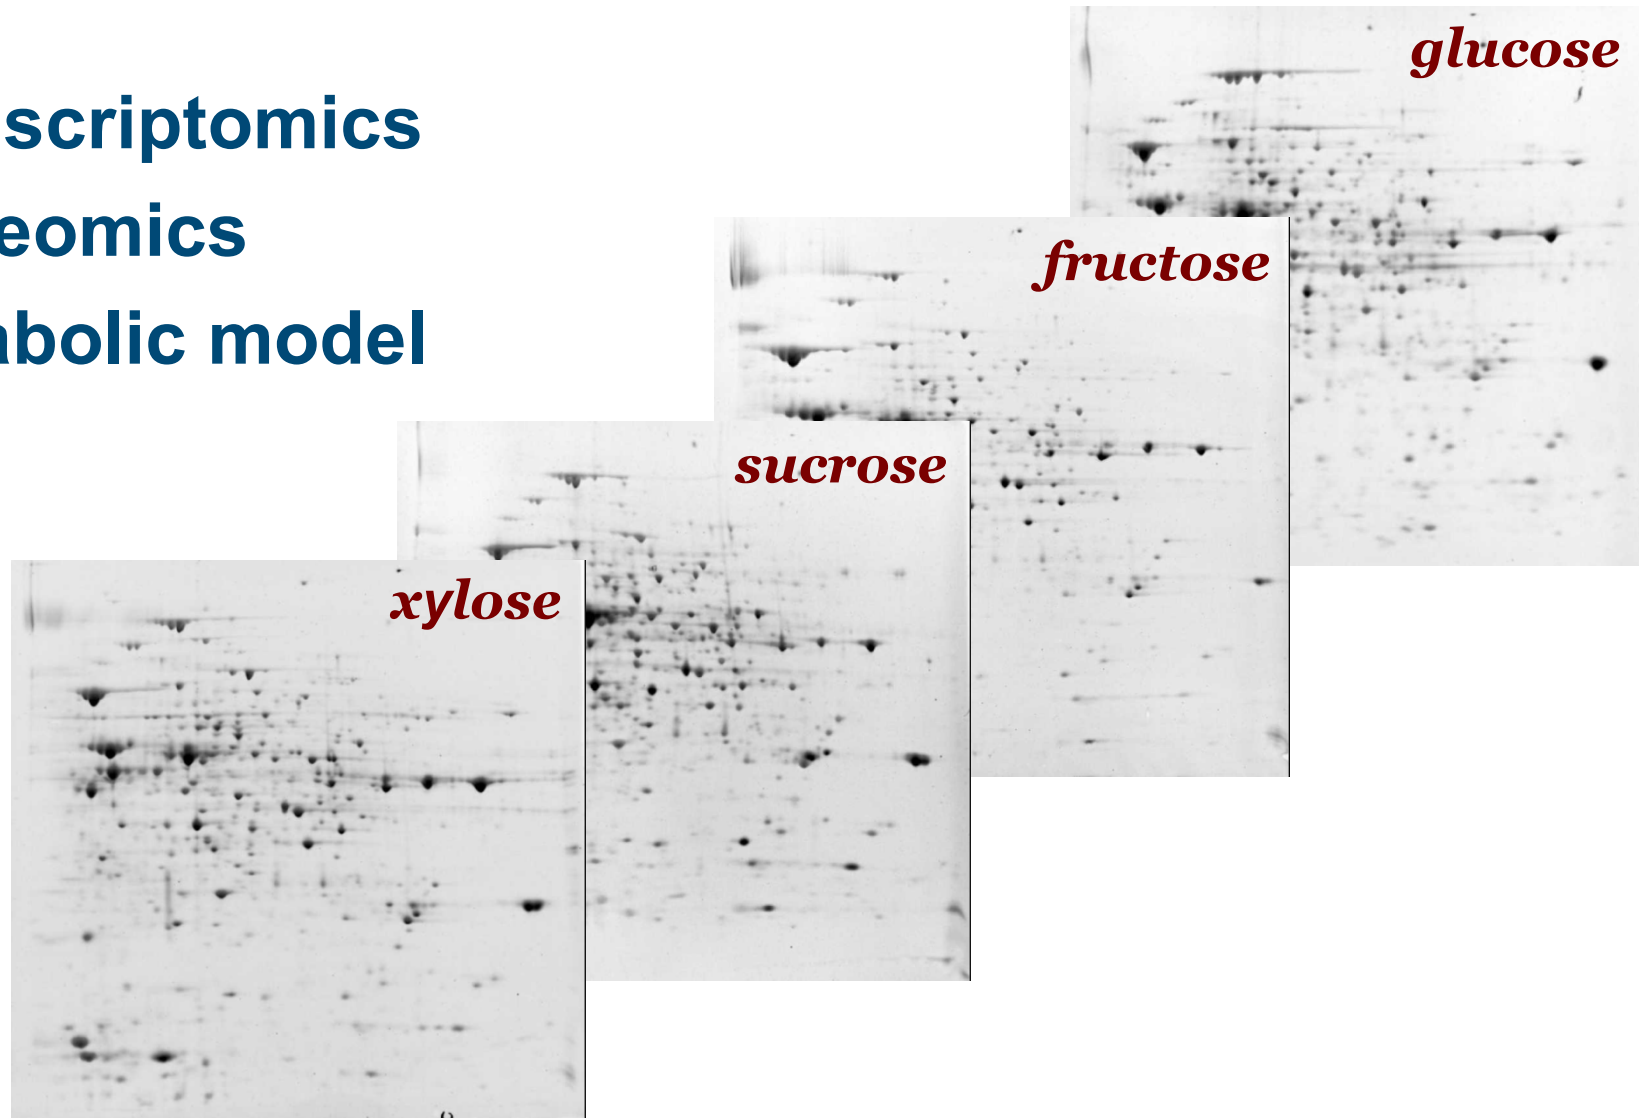 scriptomics
eomics
abolic model
glucose
fructose
sucrose
xylose